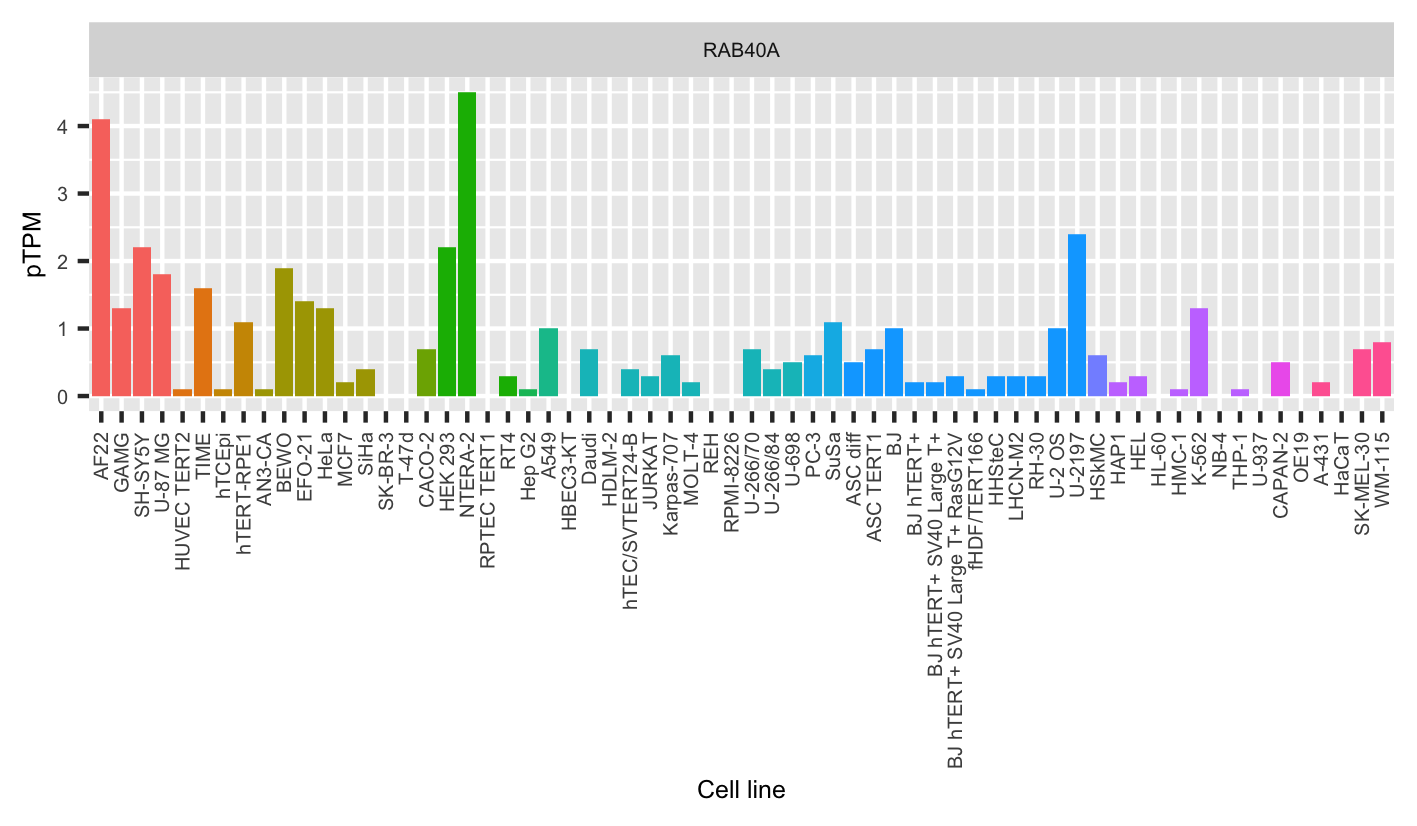 RAB40A
pTPM
4
3
2
1
0
AF22
GAMG
SH-SY5Y
U-87 MG
HUVEC TERT2
TIME
hTCEpi
hTERT-RPE1
AN3-CA
BEWO
EFO-21
HeLa
MCF7
SiHa
SK-BR-3
T-47d
CACO-2
HEK 293
NTERA-2
RPTEC TERT1
RT4
Hep G2
A549
HBEC3-KT
Daudi
HDLM-2
hTEC/SVTERT24-B
JURKAT
Karpas-707
MOLT-4
REH
RPMI-8226
U-266/70
U-266/84
U-698
PC-3
SuSa
ASC diff
ASC TERT1
BJ
BJ hTERT+
BJ hTERT+ SV40 Large T+
BJ hTERT+ SV40 Large T+ RasG12V
fHDF/TERT166
HHSteC
LHCN-M2
RH-30
U-2 OS
U-2197
HSkMC
HAP1
HEL
HL-60
HMC-1
K-562
NB-4
THP-1
U-937
CAPAN-2
OE19
A-431
HaCaT
SK-MEL-30
WM-115
Cell line